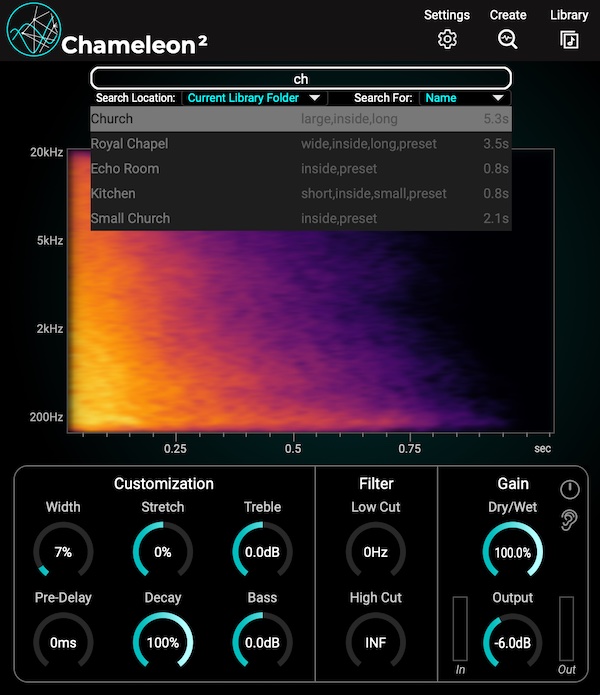 Settings Create Library
Chameleon²
ch
Search Location: Current Library Folder Search For: Name
Church large,inside,long 5.3s
Royal Chapel wide,inside,long,preset 3.5s
Echo Room inside,preset 0.8s
Kitchen short,inside,small,preset 0.8s
Small Church inside,preset 2.1s
20kHz
5kHz
2kHz
200Hz
0.25 0.5 0.75 sec
Customization Filter Gain
Width Stretch Treble Low Cut Dry/Wet
7% 0% 0.0dB 0Hz 100.0%
Pre-Delay Decay Bass High Cut Output
0ms 100% 0.0dB INF -6.0dB
In Out